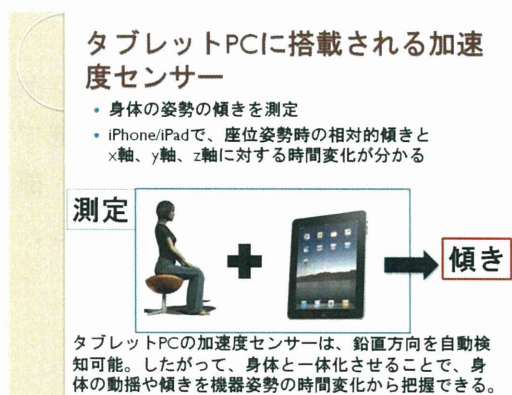 タブレットPCに搭載される加速
度センサー
• 身体の姿勢の傾きを測定
• iPhone/iPadで、座位姿勢時の相対的傾きと
x軸、y軸、z軸に対する時間変化が分かる
測定
傾き
タブレットPCの加速度センサーは、鉛直方向を自動検
知可能。したがって、身体と一体化させることで、身
体の動揺や傾きを機器姿勢の時間変化から把握できる。